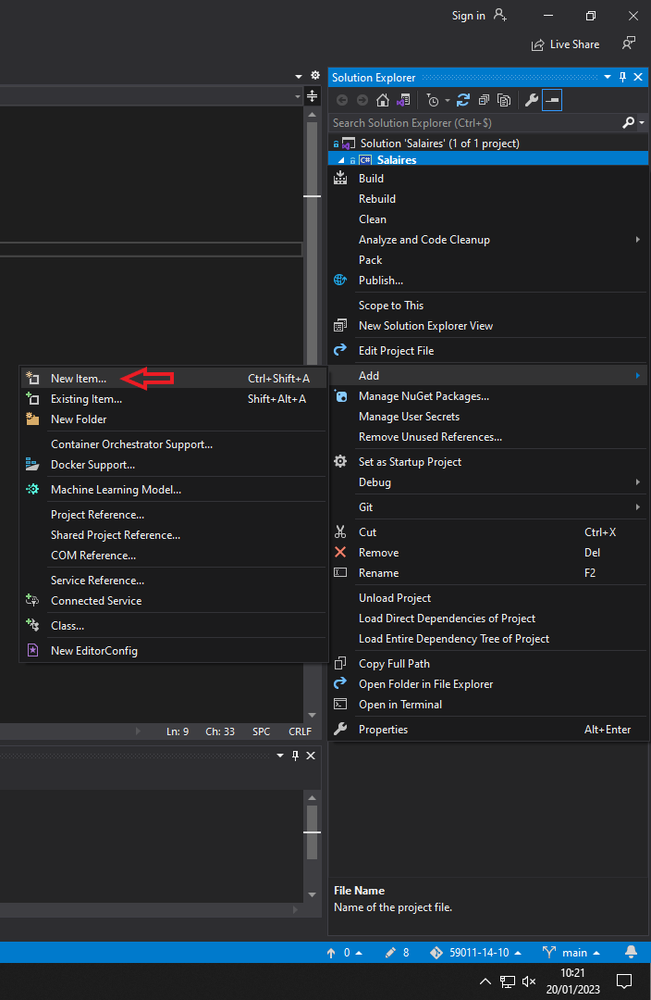 Sign in
Live Share
Solution Explorer
Search Solution Explorer (Ctrl+$)
Solution 'Salaires' (1 of 1 project)
C# Salaires
Build
Rebuild
Clean
Analyze and Code Cleanup
Pack
Publish...
Scope to This
New Solution Explorer View
Edit Project File
Add
Manage NuGet Packages...
Manage User Secrets
Remove Unused References...
Set as Startup Project
Debug
Git
Cut Ctrl+X
Remove Del
Rename F2
Unload Project
Load Direct Dependencies of Project
Load Entire Dependency Tree of Project
Copy Full Path
Open Folder in File Explorer
Open in Terminal
Properties Alt+Enter
New Item... Ctrl+Shift+A
Existing Item... Shift+Alt+A
New Folder
Container Orchestrator Support...
Docker Support...
Machine Learning Model...
Project Reference...
Shared Project Reference...
COM Reference...
Service Reference...
Connected Service
Class...
New EditorConfig
Ln: 9 Ch: 33 SPC CRLF
File Name
Name of the project file.
0 8 59011-14-10 main
10:21
20/01/2023